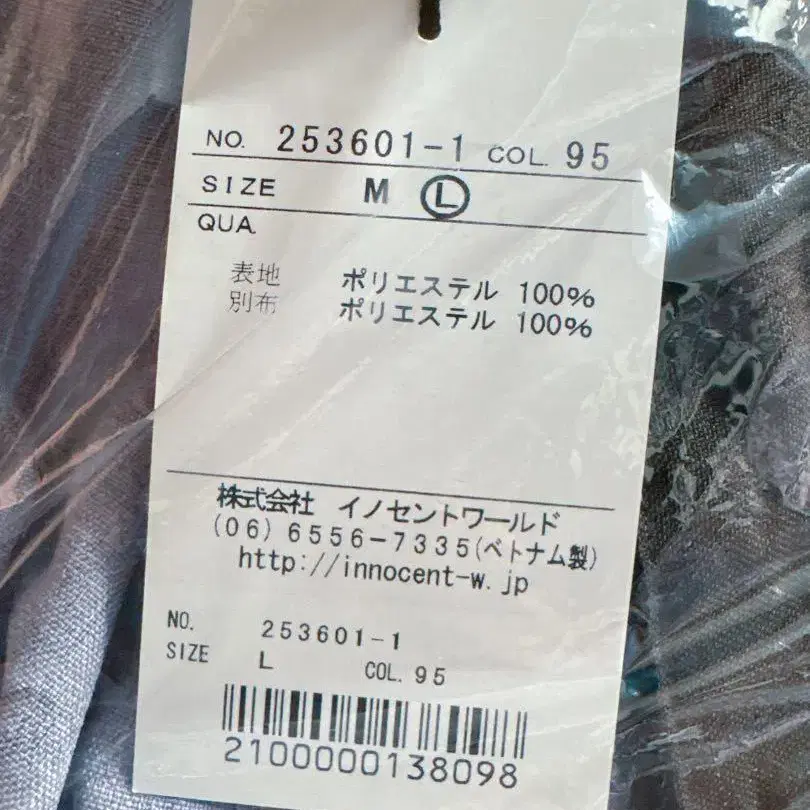 NO. 253601-1 COL. 95
SIZE M L
QUA.
表地 ポリエステル 100%
別布 ポリエステル 100%
株式会社 イノセントワールド
(06) 6556-7335(ベトナム製)
http://innocent-w.jp
NO. 253601-1
SIZE L COL. 95
2100000138098